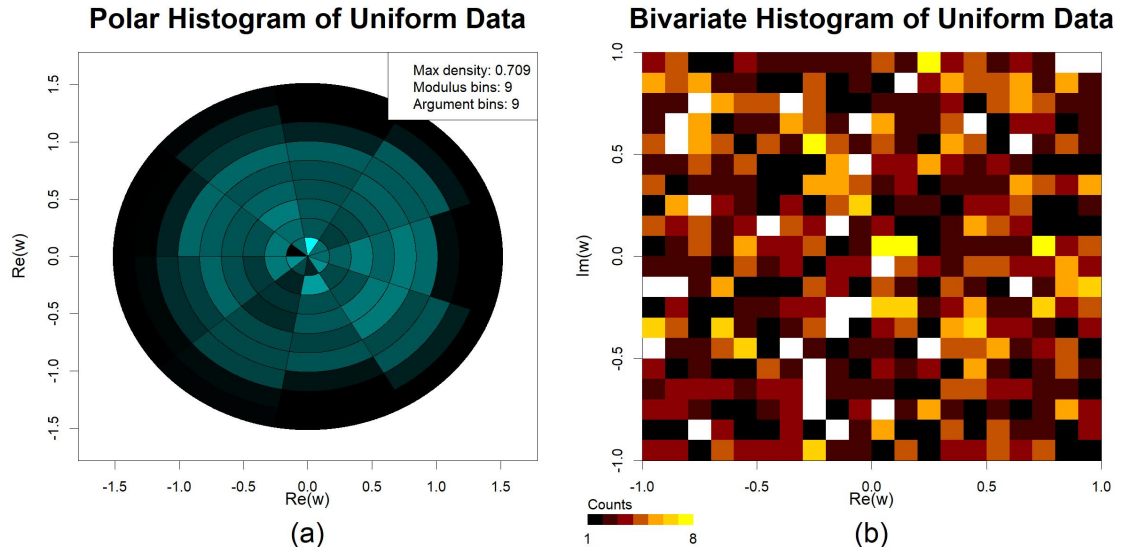 Polar Histogram of Uniform Data
Max density: 0.709
Modulus bins: 9
Argument bins: 9
Re(w)
1.5
1.0
0.5
0.0
-0.5
-1.0
-1.5
-1.5 -1.0 -0.5 0.0 0.5 1.0 1.5
Re(w)
(a)
Bivariate Histogram of Uniform Data
Im(w)
1.0
0.5
0.0
-0.5
-1.0
-1.0 -0.5 0.0 0.5 1.0
Re(w)
Counts
1 8
(b)